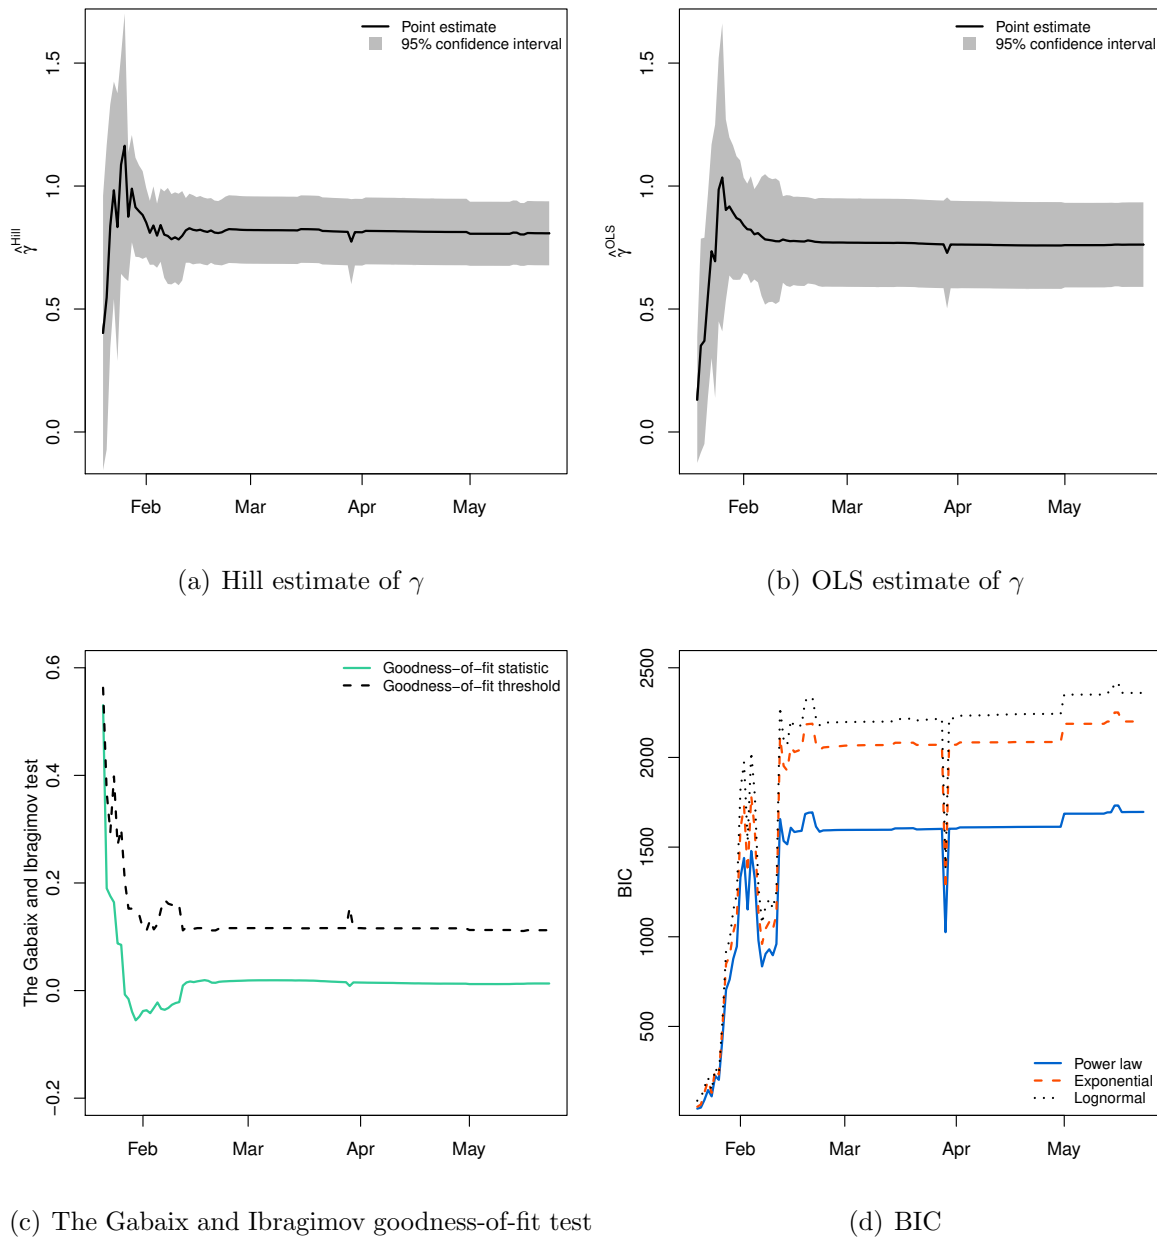 Point estimate
95% confidence interval
0.0 0.5 1.0 1.5
γ̂Hill
Feb Mar Apr May
(a) Hill estimate of γ
Point estimate
95% confidence interval
0.0 0.5 1.0 1.5
γ̂OLS
Feb Mar Apr May
(b) OLS estimate of γ
Goodness−of−fit statistic
Goodness−of−fit threshold
−0.2 0.0 0.2 0.4 0.6
The Gabaix and Ibragimov test
Feb Mar Apr May
(c) The Gabaix and Ibragimov goodness-of-fit test
500 1000 1500 2000 2500
BIC
Power law
Exponential
Lognormal
Feb Mar Apr May
(d) BIC